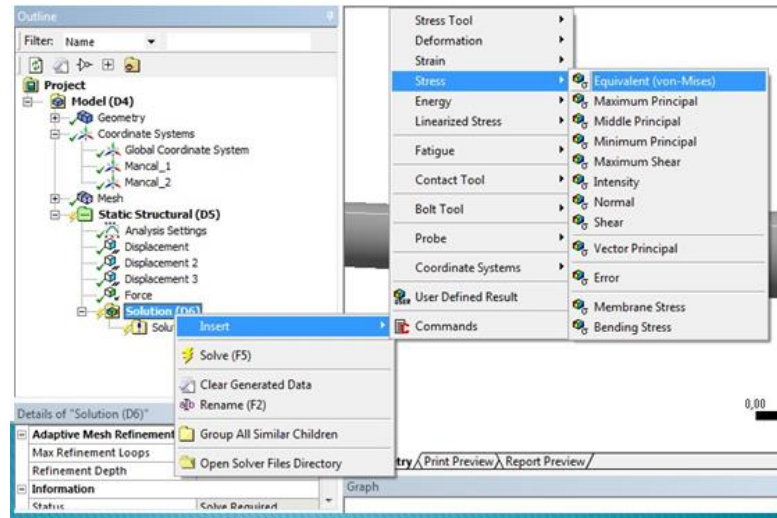 Outline
Filter: Name
Project
Model (D4)
Geometry
Coordinate Systems
Global Coordinate System
Mancal_1
Mancal_2
Mesh
Static Structural (D5)
Analysis Settings
Displacement
Displacement 2
Displacement 3
Force
Solution (D6)
Solu
Insert
Solve (F5)
Clear Generated Data
Rename (F2)
Group All Similar Children
Open Solver Files Directory
Stress Tool
Deformation
Strain
Stress
Energy
Linearized Stress
Fatigue
Contact Tool
Bolt Tool
Probe
Coordinate Systems
USER
User Defined Result
Commands
Equivalent (von-Mises)
Maximum Principal
Middle Principal
Minimum Principal
Maximum Shear
Intensity
Normal
Shear
Vector Principal
Error
Membrane Stress
Bending Stress
0,00
Details of "Solution (D6)"
Adaptive Mesh Refinement
Max Refinement Loops
Refinement Depth
Information
Status Solve Required
try Print Preview Report Preview
Graph